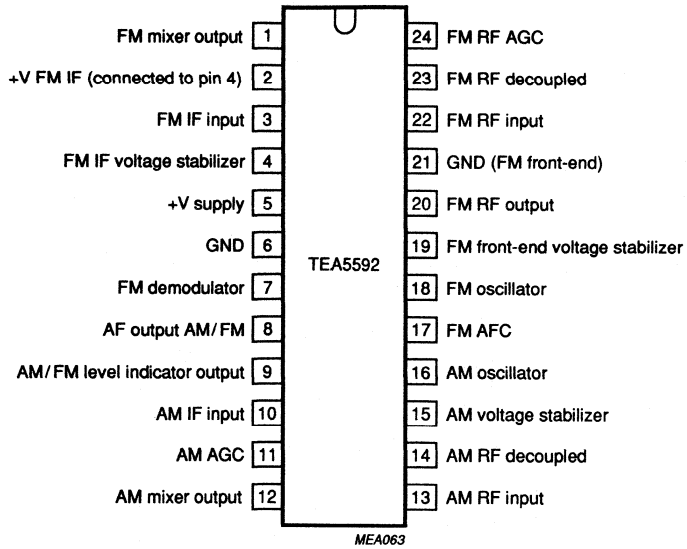 FM mixer output 1
+V FM IF (connected to pin 4) 2
FM IF input 3
FM IF voltage stabilizer 4
+V supply 5
GND 6
FM demodulator 7
AF output AM/FM 8
AM/FM level indicator output 9
AM IF input 10
AM AGC 11
AM mixer output 12
TEA5592
24 FM RF AGC
23 FM RF decoupled
22 FM RF input
21 GND (FM front-end)
20 FM RF output
19 FM front-end voltage stabilizer
18 FM oscillator
17 FM AFC
16 AM oscillator
15 AM voltage stabilizer
14 AM RF decoupled
13 AM RF input
MEA063